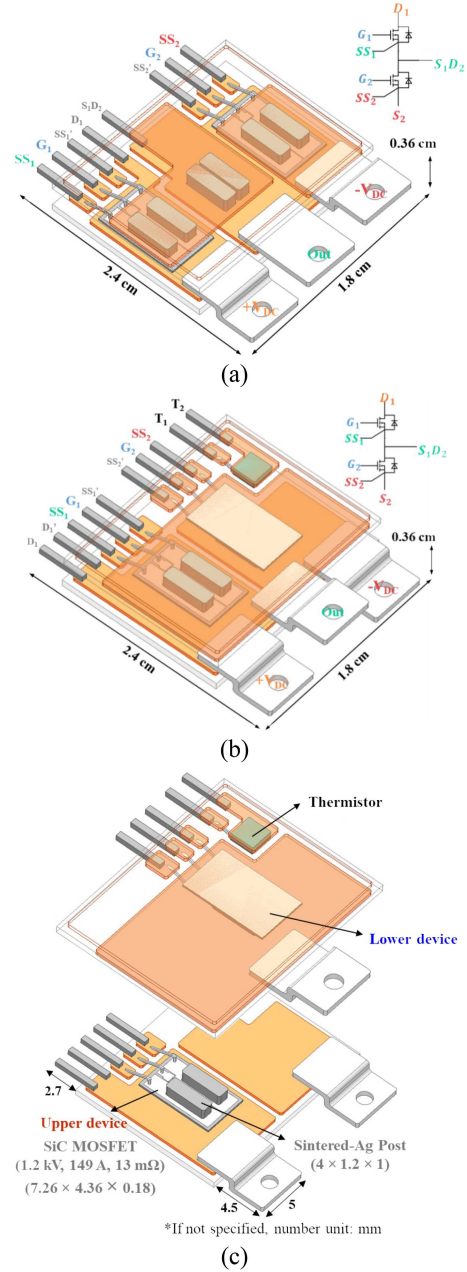 D1
G1
SS1
S1D2
G2
SS2
S2
SS2
G2
SS2'
S1D2
D1
SS1'
G1
SS1
0.36 cm
-VDC
Out
+VDC
2.4 cm
1.8 cm
(a)
D1
G1
SS1
S1D2
G2
SS2
S2
T2
T1
SS2
G2
SS2'
SS1'
G1
SS1
D1'
D1
0.36 cm
-VDC
Out
+VDC
2.4 cm
1.8 cm
(b)
Thermistor
Lower device
2.7
Upper device
SiC MOSFET
(1.2 kV, 149 A, 13 mΩ)
(7.26 × 4.36 × 0.18)
Sintered-Ag Post
(4 × 1.2 × 1)
4.5
5
*If not specified, number unit: mm
(c)